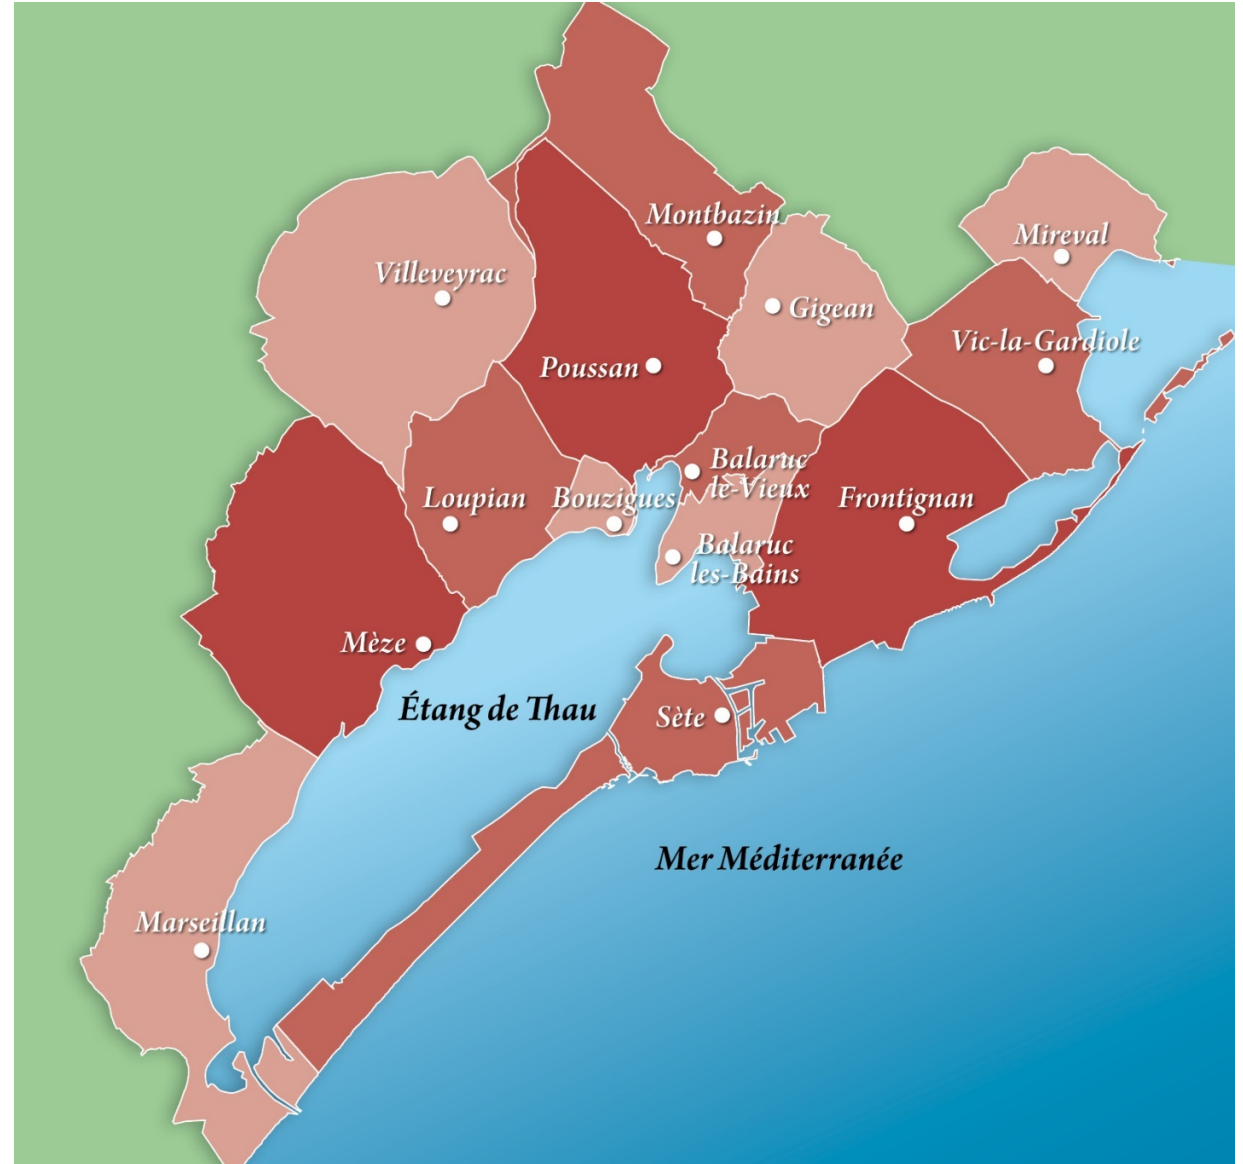 Montbazin
Mireval
Villeveyrac
Gigean
Vic-la-Gardiole
Poussan
Balaruc
le-Vieux
Loupian
Bouzigues
Frontignan
Balaruc
les-Bains
Mèze
Étang de Thau
Sète
Mer Méditerranée
Marseillan